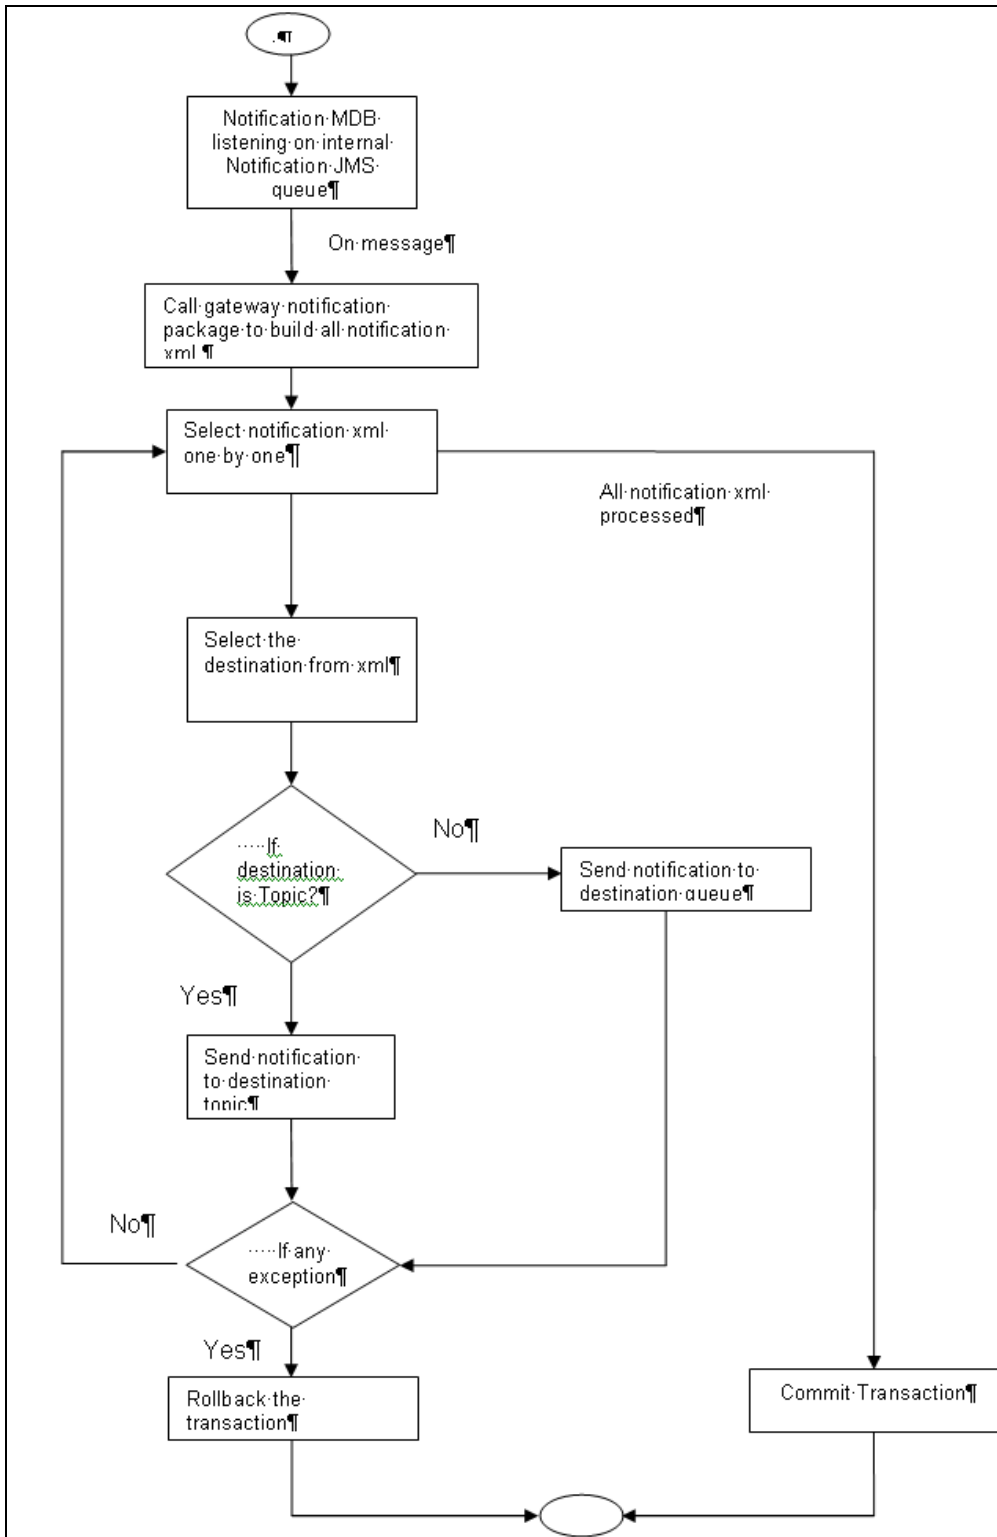 .¶
Notification MDB
listening on internal
Notification JMS
queue¶
On message¶
Call gateway notification
package to build all notification
xml ¶
Select notification xml
one by one¶
All notification xml
processed¶
Select the
destination from xml¶
If
destination
is Topic?¶
No¶
Send notification to
destination queue¶
Yes¶
Send notification
to destination
topic¶
No¶
If any
exception¶
Yes¶
Rollback the
transaction¶
Commit Transaction¶